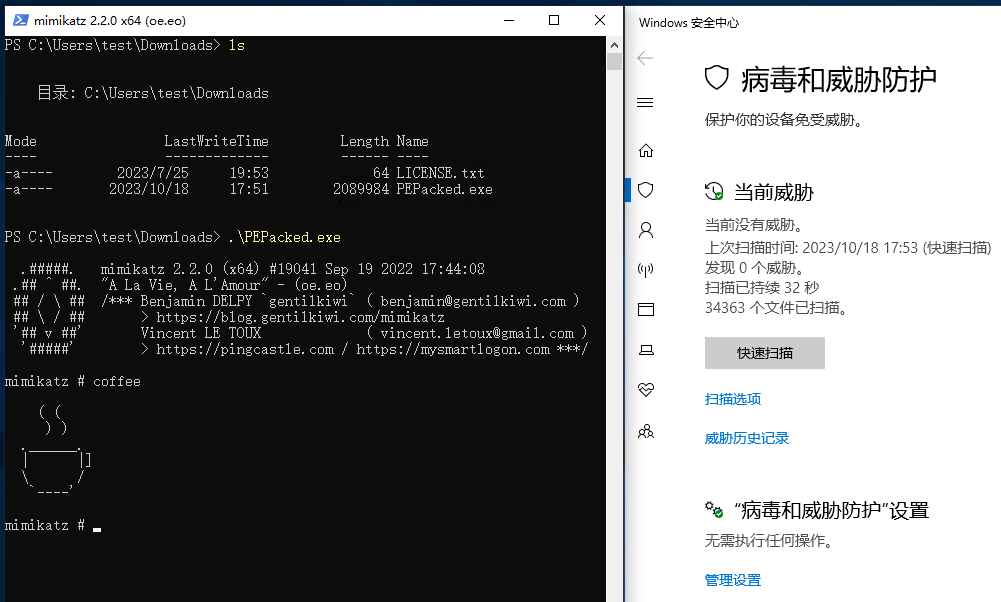 mimikatz 2.2.0 x64 (oe.eo)
PS C:\Users\test\Downloads> ls
目录: C:\Users\test\Downloads
Mode                LastWriteTime         Length Name
----                -------------         ------ ----
-a----        2023/7/25     19:53             64 LICENSE.txt
-a----       2023/10/18     17:51        2089984 PEPacked.exe
PS C:\Users\test\Downloads> .\PEPacked.exe
  .#####.   mimikatz 2.2.0 (x64) #19041 Sep 19 2022 17:44:08
 .## ^ ##.  "A La Vie, A L'Amour" - (oe.eo)
 ## / \ ##  /*** Benjamin DELPY `gentilkiwi` ( benjamin@gentilkiwi.com )
 ## \ / ##       > https://blog.gentilkiwi.com/mimikatz
 '## v ##'       Vincent LE TOUX             ( vincent.letoux@gmail.com )
  '#####'        > https://pingcastle.com / https://mysmartlogon.com ***/
mimikatz # coffee
    ( (
     ) )
  .______.
  |      |]
  \      /
   `----'
mimikatz #
Windows 安全中心
病毒和威胁防护
保护你的设备免受威胁。
当前威胁
当前没有威胁。
上次扫描时间: 2023/10/18 17:53 (快速扫描)
发现 0 个威胁。
扫描已持续 32 秒
34363 个文件已扫描。
快速扫描
扫描选项
威胁历史记录
“病毒和威胁防护”设置
无需执行任何操作。
管理设置